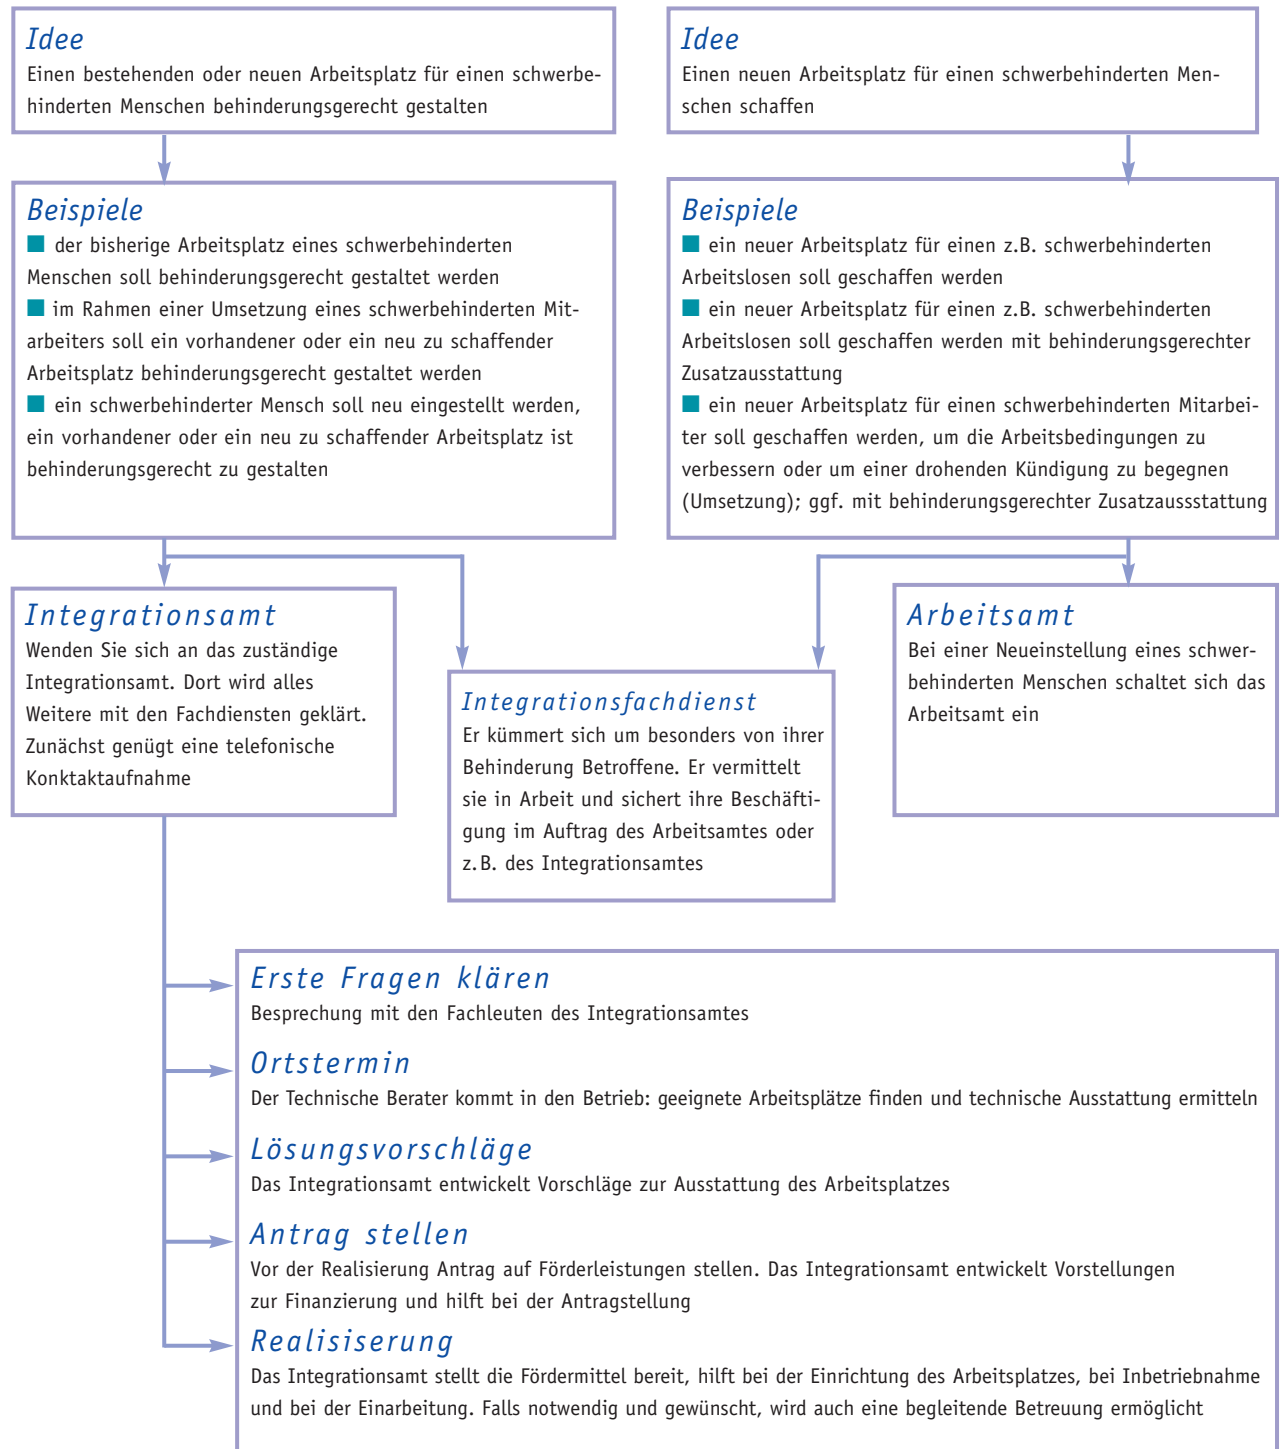 Idee
Einen bestehenden oder neuen Arbeitsplatz für einen schwerbe-
hinderten Menschen behinderungsgerecht gestalten
Idee
Einen neuen Arbeitsplatz für einen schwerbehinderten Men-
schen schaffen
Beispiele
■ der bisherige Arbeitsplatz eines schwerbehinderten
Menschen soll behinderungsgerecht gestaltet werden
■ im Rahmen einer Umsetzung eines schwerbehinderten Mit-
arbeiters soll ein vorhandener oder ein neu zu schaffender
Arbeitsplatz behinderungsgerecht gestaltet werden
■ ein schwerbehinderter Mensch soll neu eingestellt werden,
ein vorhandener oder ein neu zu schaffender Arbeitsplatz ist
behinderungsgerecht zu gestalten
Beispiele
■ ein neuer Arbeitsplatz für einen z.B. schwerbehinderten
Arbeitslosen soll geschaffen werden
■ ein neuer Arbeitsplatz für einen z.B. schwerbehinderten
Arbeitslosen soll geschaffen werden mit behinderungsgerechter
Zusatzausstattung
■ ein neuer Arbeitsplatz für einen schwerbehinderten Mitarbei-
ter soll geschaffen werden, um die Arbeitsbedingungen zu
verbessern oder um einer drohenden Kündigung zu begegnen
(Umsetzung); ggf. mit behinderungsgerechter Zusatzaussstattung
Integrationsamt
Wenden Sie sich an das zuständige
Integrationsamt. Dort wird alles
Weitere mit den Fachdiensten geklärt.
Zunächst genügt eine telefonische
Konktaktaufnahme
Integrationsfachdienst
Er kümmert sich um besonders von ihrer
Behinderung Betroffene. Er vermittelt
sie in Arbeit und sichert ihre Beschäfti-
gung im Auftrag des Arbeitsamtes oder
z.B. des Integrationsamtes
Arbeitsamt
Bei einer Neueinstellung eines schwer-
behinderten Menschen schaltet sich das
Arbeitsamt ein
Erste Fragen klären
Besprechung mit den Fachleuten des Integrationsamtes
Ortstermin
Der Technische Berater kommt in den Betrieb: geeignete Arbeitsplätze finden und technische Ausstattung ermitteln
Lösungsvorschläge
Das Integrationsamt entwickelt Vorschläge zur Ausstattung des Arbeitsplatzes
Antrag stellen
Vor der Realisierung Antrag auf Förderleistungen stellen. Das Integrationsamt entwickelt Vorstellungen
zur Finanzierung und hilft bei der Antragstellung
Realisiserung
Das Integrationsamt stellt die Fördermittel bereit, hilft bei der Einrichtung des Arbeitsplatzes, bei Inbetriebnahme
und bei der Einarbeitung. Falls notwendig und gewünscht, wird auch eine begleitende Betreuung ermöglicht